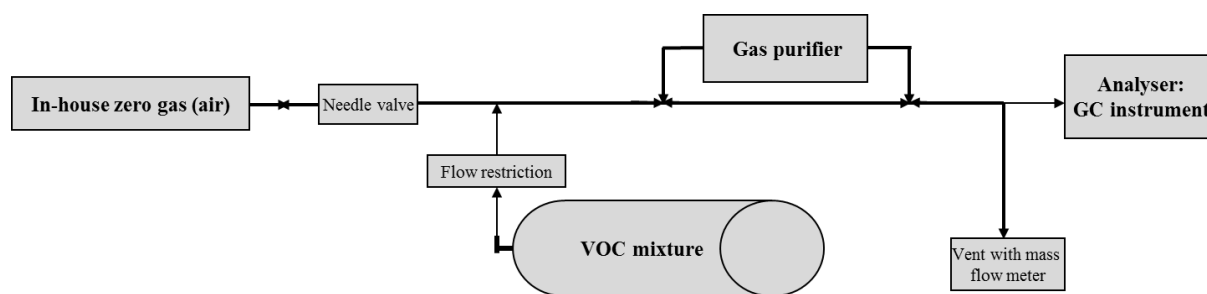 Gas purifier
In-house zero gas (air)
Needle valve
Analyser:
GC instrument
Flow restriction
VOC mixture
Vent with mass
flow meter